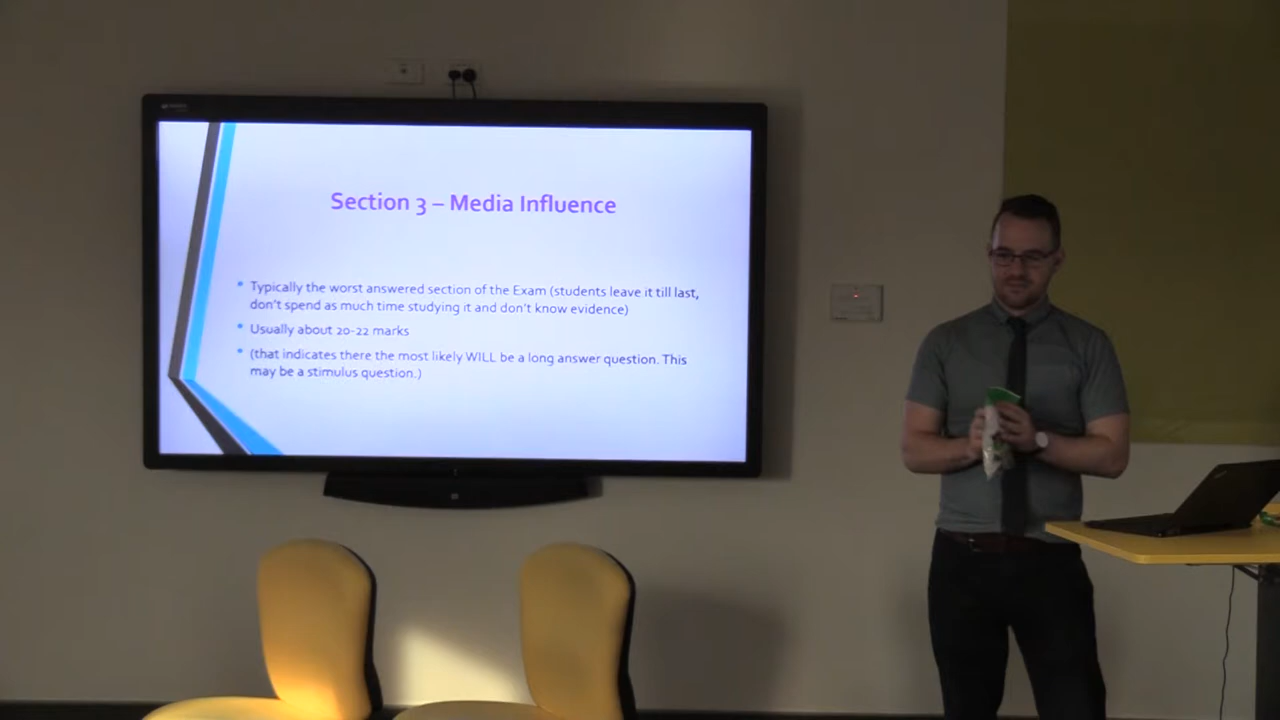 Section 3 – Media Influence
Typically the worst answered section of the Exam (students leave it till last,
don't spend as much time studying it and don't know evidence)
Usually about 20-22 marks
(that indicates there the most likely WILL be a long answer question. This
may be a stimulus question.)